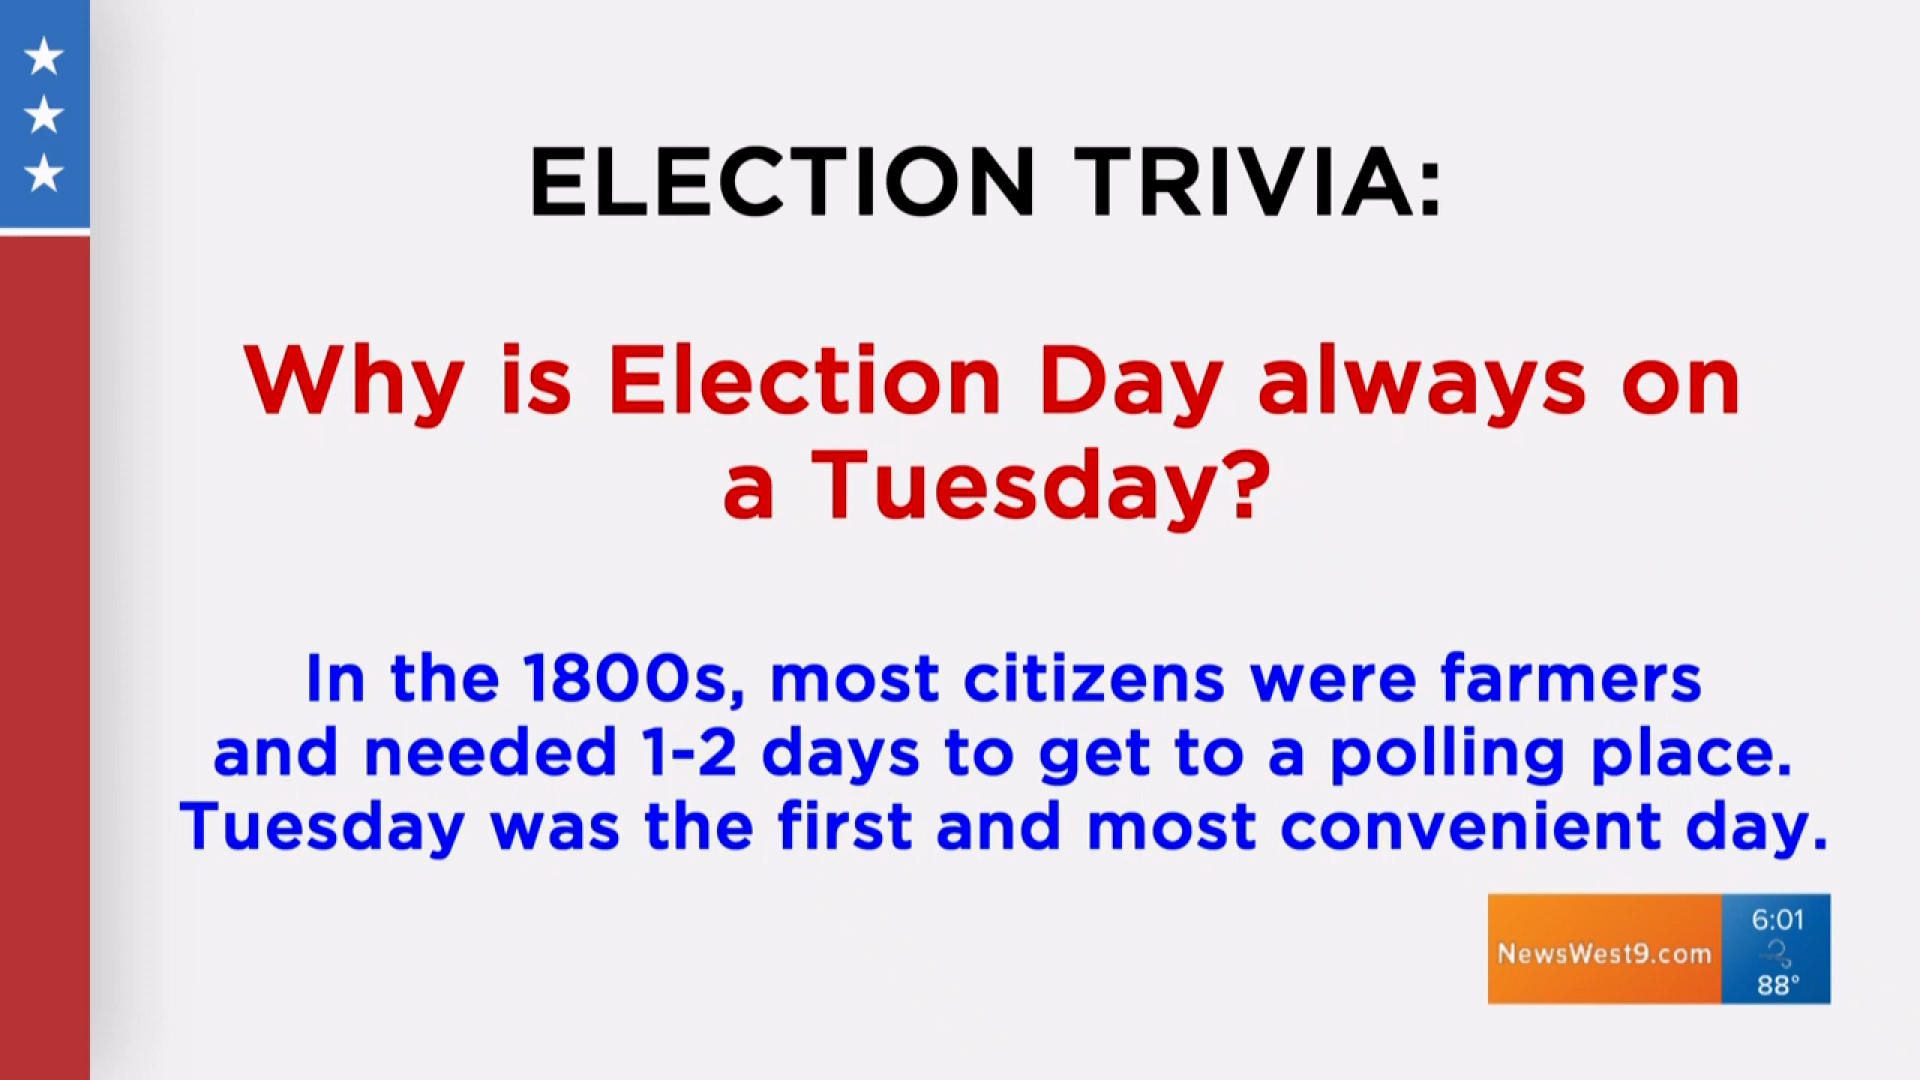 ELECTION TRIVIA:
Why is Election Day always on
a Tuesday?
In the 1800s, most citizens were farmers
and needed 1-2 days to get to a polling place.
Tuesday was the first and most convenient day.
NewsWest9.com
6:01
88°